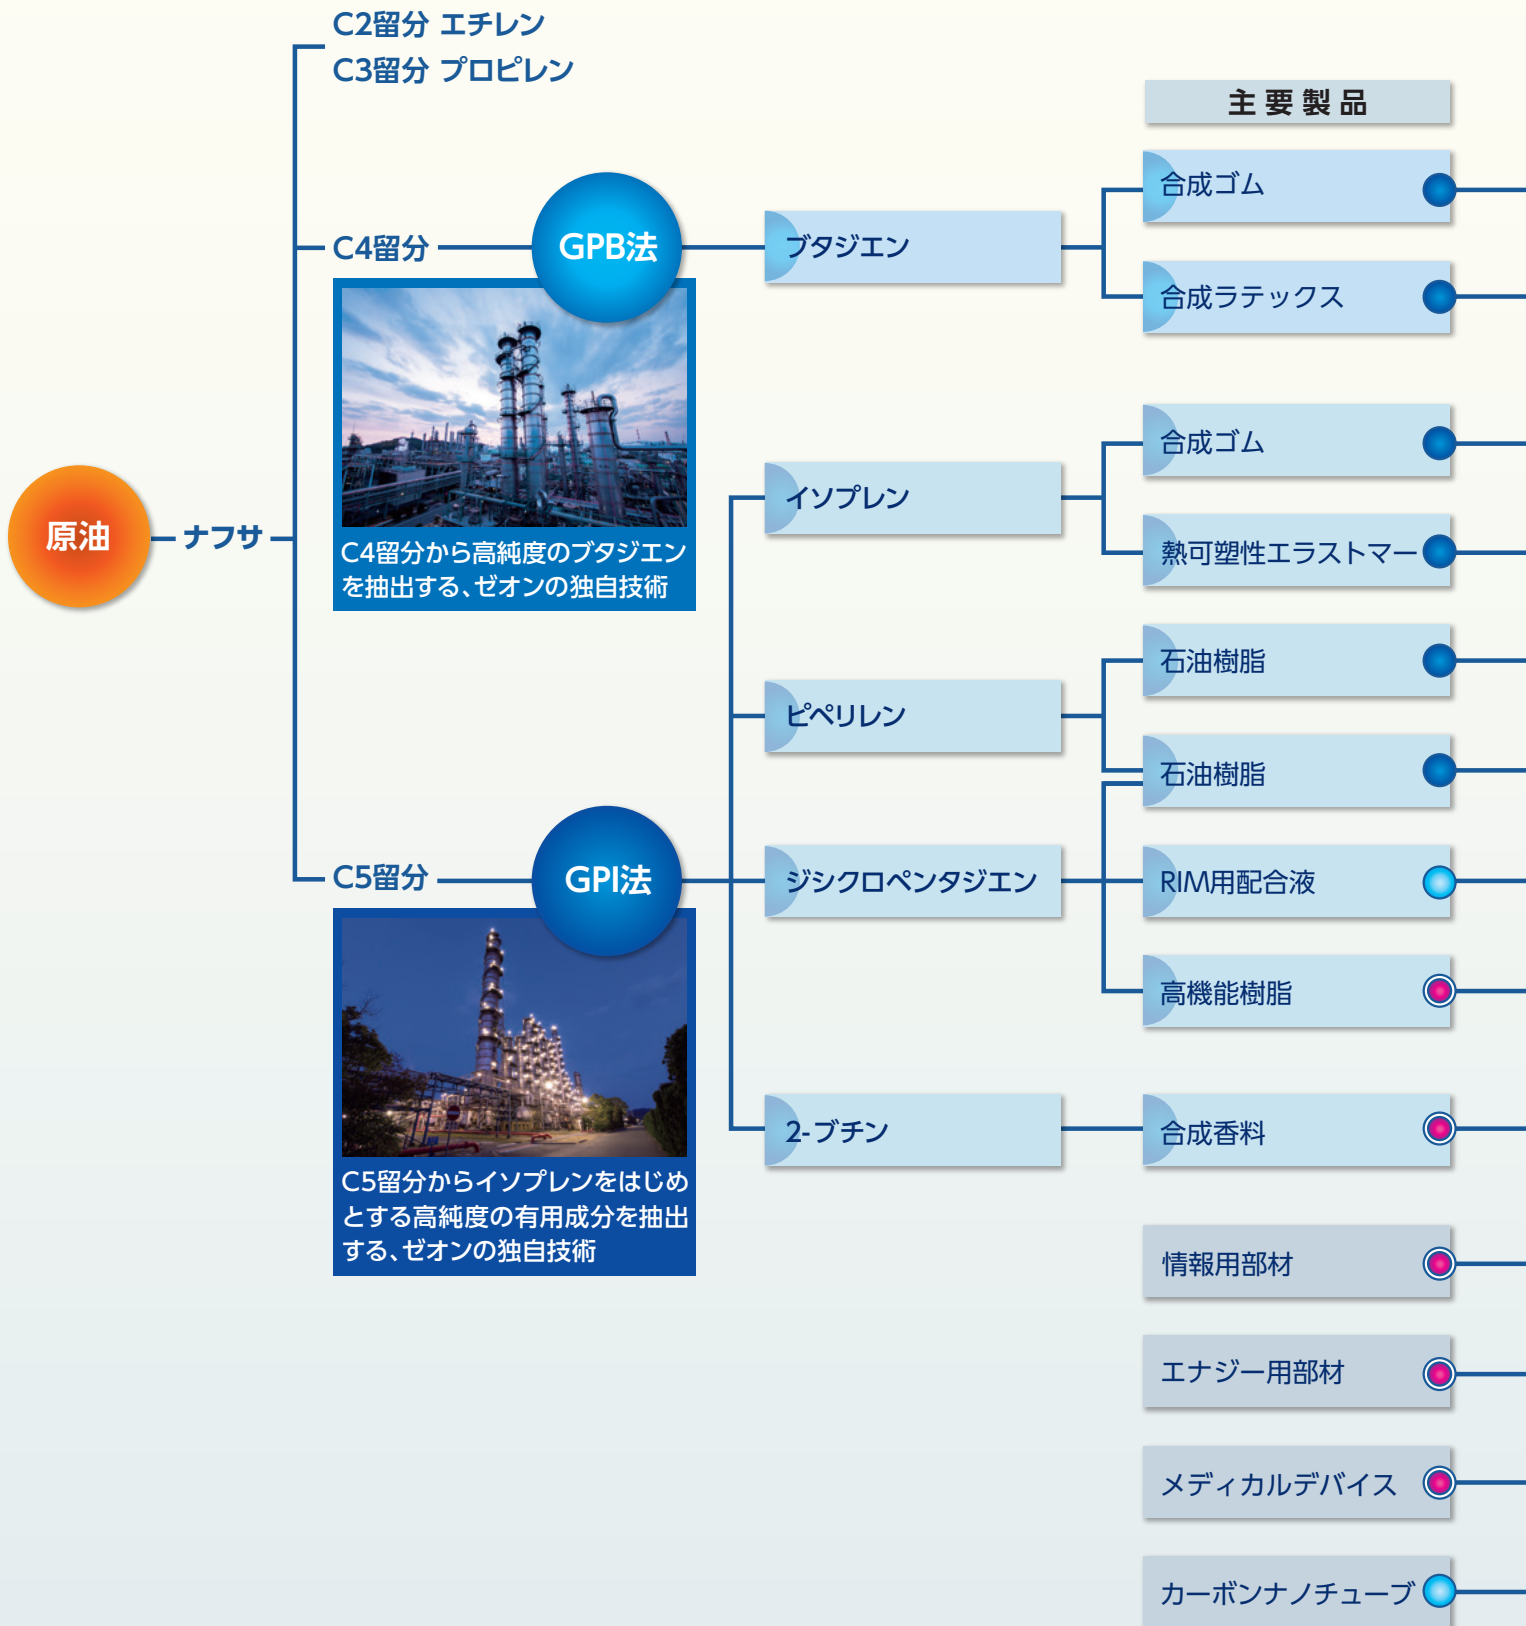 C2留分 エチレン
C3留分 プロピレン
主要製品
合成ゴム
C4留分
GPB法
ブタジエン
合成ラテックス
合成ゴム
イソプレン
原油
ナフサ
C4留分から高純度のブタジエン
を抽出する、ゼオンの独自技術
熱可塑性エラストマー
石油樹脂
ピペリレン
石油樹脂
C5留分
GPI法
ジシクロペンタジエン
RIM用配合液
高機能樹脂
2-ブチン
合成香料
C5留分からイソプレンをはじめ
とする高純度の有用成分を抽出
する、ゼオンの独自技術
情報用部材
エナジー用部材
メディカルデバイス
カーボンナノチューブ